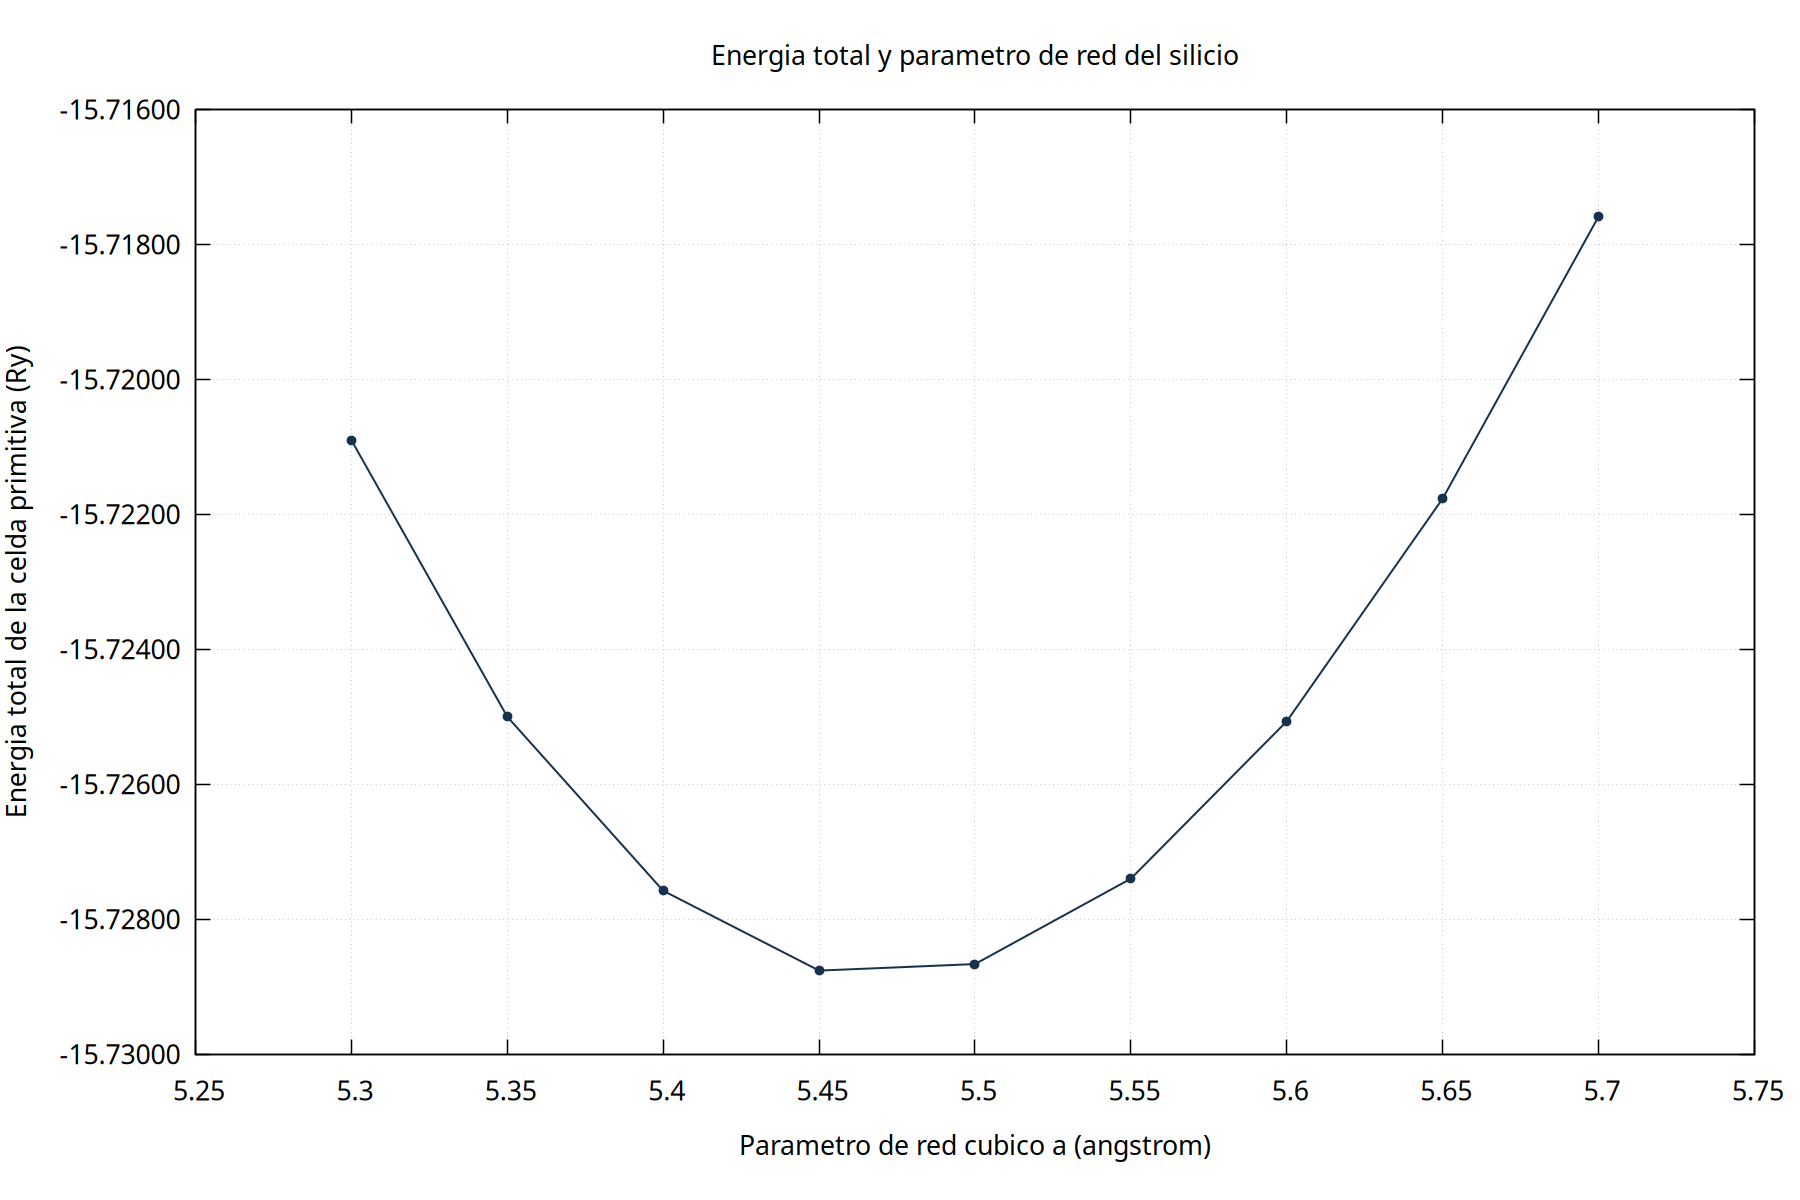 Energia total y parametro de red del silicio
Energia total de la celda primitiva (Ry)
-15.71600
-15.71800
-15.72000
-15.72200
-15.72400
-15.72600
-15.72800
-15.73000
5.25 5.3 5.35 5.4 5.45 5.5 5.55 5.6 5.65 5.7 5.75
Parametro de red cubico a (angstrom)